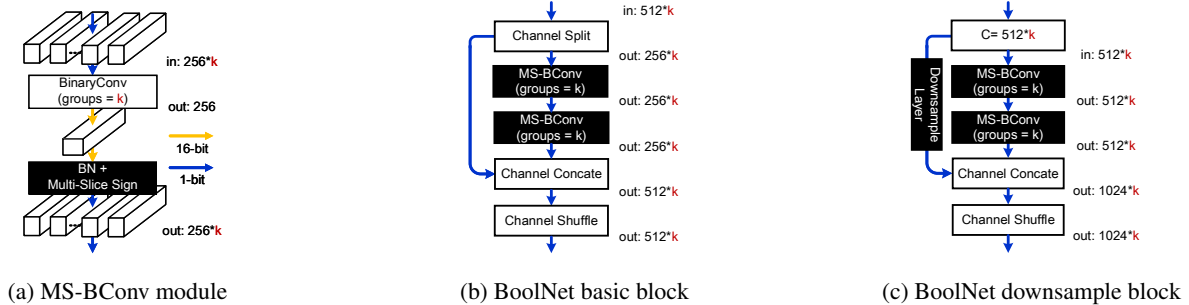 in: 256*k
BinaryConv
(groups = k)
out: 256
16-bit
BN +
Multi-Slice Sign
1-bit
out: 256*k
(a) MS-BConv module
in: 512*k
Channel Split
out: 256*k
MS-BConv
(groups = k)
out: 256*k
MS-BConv
(groups = k)
out: 256*k
Channel Concate
out: 512*k
Channel Shuffle
out: 512*k
(b) BoolNet basic block
C= 512*k
in: 512*k
Downsample
Layer
MS-BConv
(groups = k)
out: 512*k
MS-BConv
(groups = k)
out: 512*k
Channel Concate
out: 1024*k
Channel Shuffle
out: 1024*k
(c) BoolNet downsample block